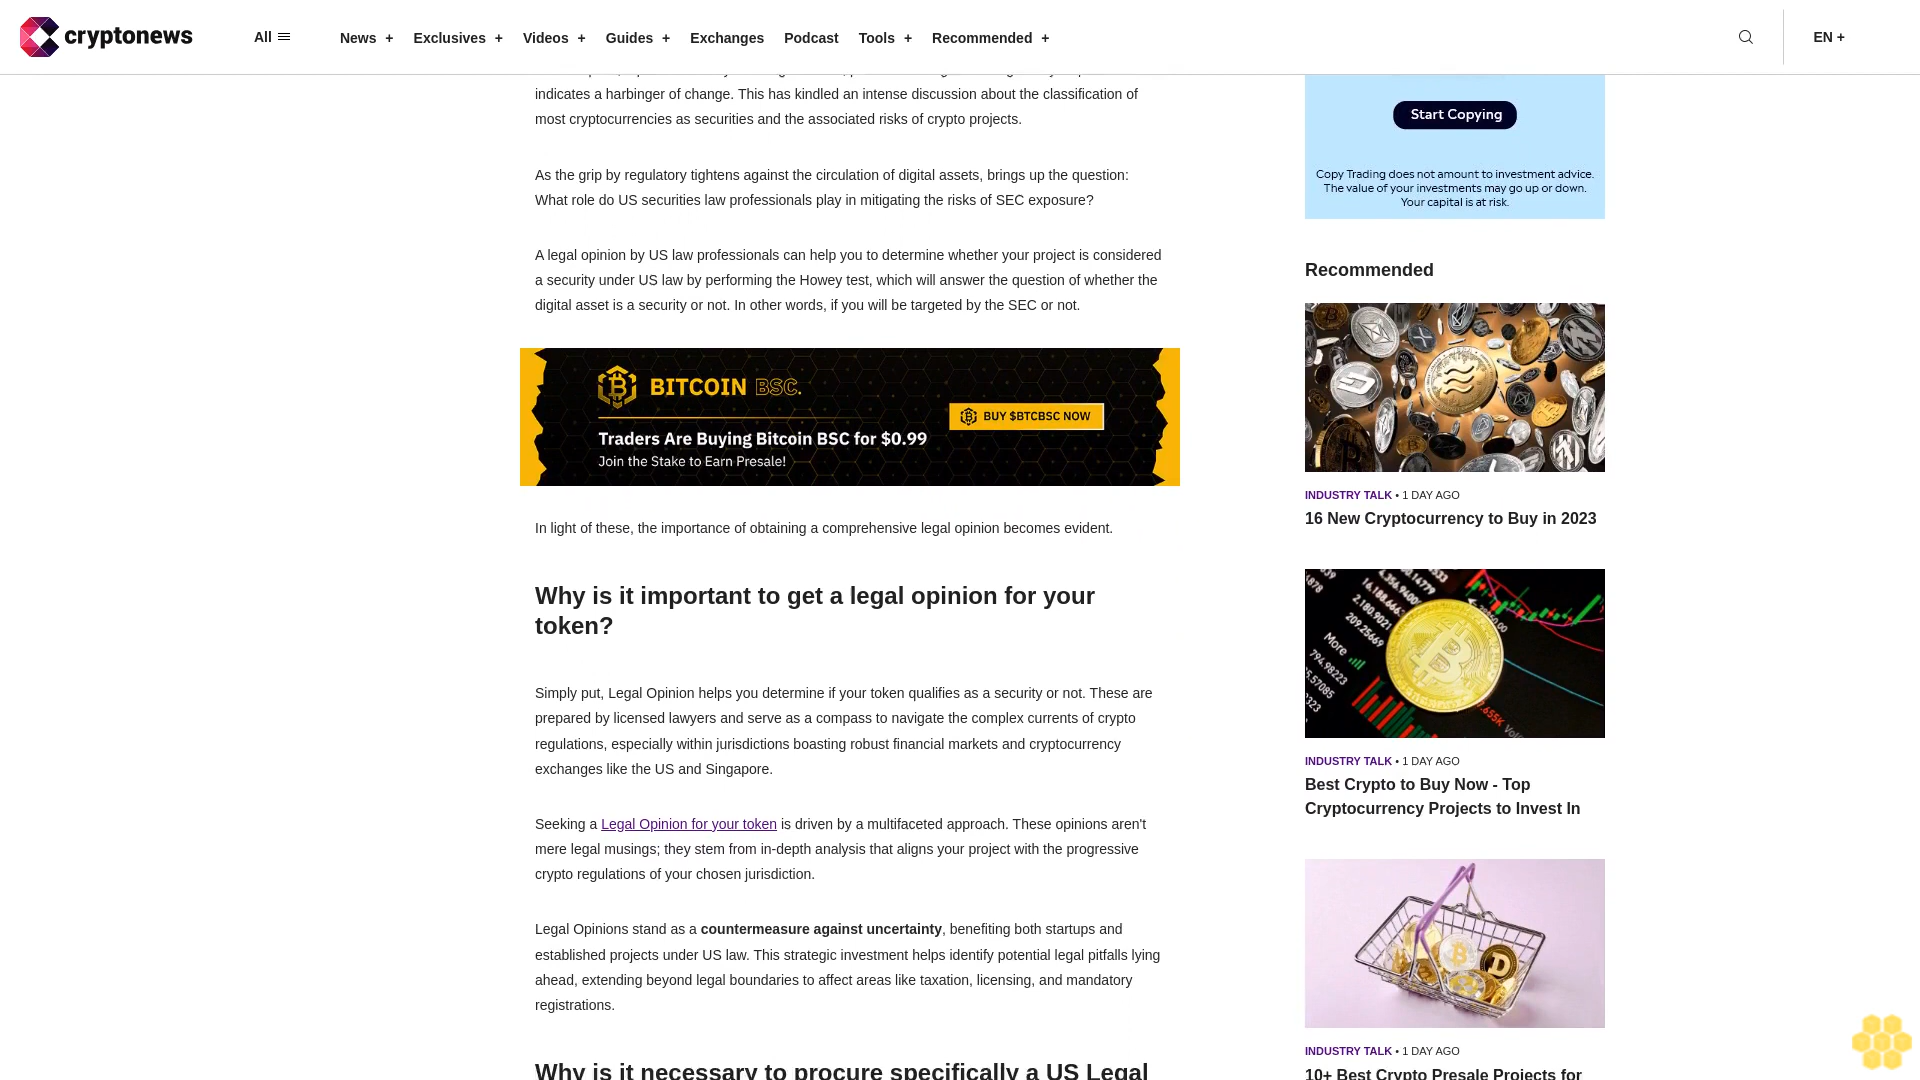 cryptonews
All
News +
Exclusives +
Videos +
Guides +
Exchanges
Podcast
Tools +
Recommended +
EN +
indicates a harbinger of change. This has kindled an intense discussion about the classification of
most cryptocurrencies as securities and the associated risks of crypto projects.
As the grip by regulatory tightens against the circulation of digital assets, brings up the question:
What role do US securities law professionals play in mitigating the risks of SEC exposure?
A legal opinion by US law professionals can help you to determine whether your project is considered
a security under US law by performing the Howey test, which will answer the question of whether the
digital asset is a security or not. In other words, if you will be targeted by the SEC or not.
BITCOIN BSC.
Traders Are Buying Bitcoin BSC for $0.99
Join the Stake to Earn Presale!
BUY $BTCBSC NOW
In light of these, the importance of obtaining a comprehensive legal opinion becomes evident.
Why is it important to get a legal opinion for your
token?
Simply put, Legal Opinion helps you determine if your token qualifies as a security or not. These are
prepared by licensed lawyers and serve as a compass to navigate the complex currents of crypto
regulations, especially within jurisdictions boasting robust financial markets and cryptocurrency
exchanges like the US and Singapore.
Seeking a Legal Opinion for your token is driven by a multifaceted approach. These opinions aren't
mere legal musings; they stem from in-depth analysis that aligns your project with the progressive
crypto regulations of your chosen jurisdiction.
Legal Opinions stand as a countermeasure against uncertainty, benefiting both startups and
established projects under US law. This strategic investment helps identify potential legal pitfalls lying
ahead, extending beyond legal boundaries to affect areas like taxation, licensing, and mandatory
registrations.
Why is it necessary to procure specifically a US Legal
Start Copying
Copy Trading does not amount to investment advice.
The value of your investments may go up or down.
Your capital is at risk.
Recommended
INDUSTRY TALK • 1 DAY AGO
16 New Cryptocurrency to Buy in 2023
More
209.25669
2,180.9021
794.98223
INDUSTRY TALK • 1 DAY AGO
Best Crypto to Buy Now - Top
Cryptocurrency Projects to Invest In
INDUSTRY TALK • 1 DAY AGO
10+ Best Crypto Presale Projects for